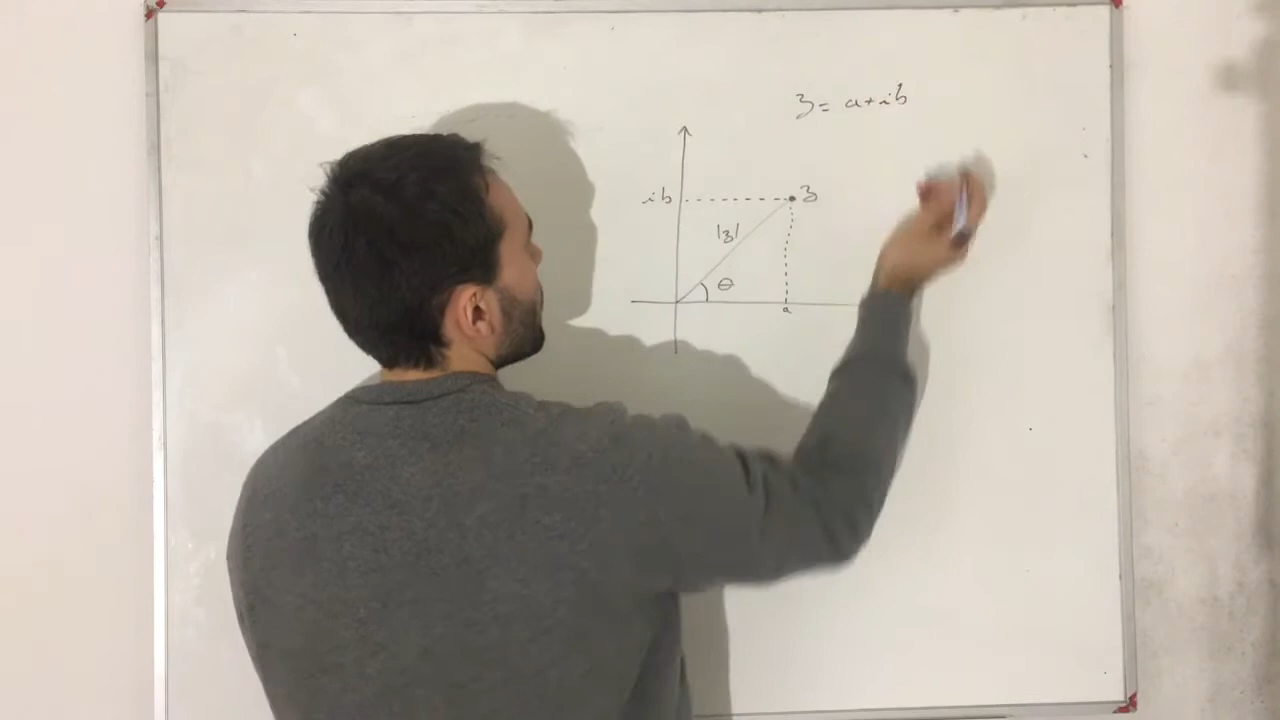 z = a+ib
ib
z
|z|
θ
a